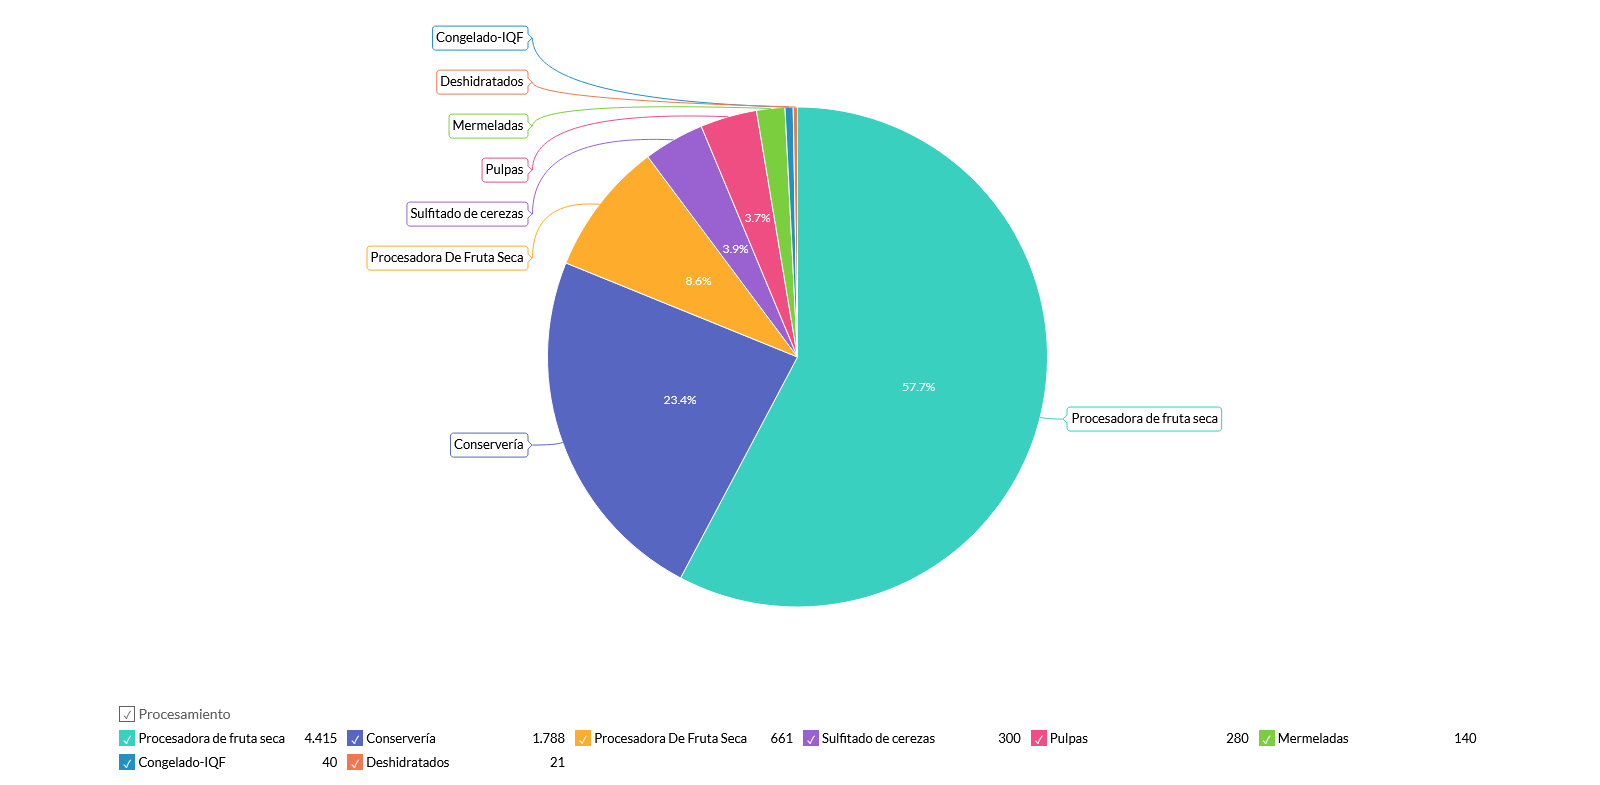 Congelado-IQF
Deshidratados
Mermeladas
Pulpas
Sulfitado de cerezas
Procesadora De Fruta Seca
Conservería
Procesadora de fruta seca
3.7%
3.9%
8.6%
23.4%
57.7%
Procesamiento
Procesadora de fruta seca 4.415 Conservería 1.788 Procesadora De Fruta Seca 661 Sulfitado de cerezas 300 Pulpas 280 Mermeladas 140
Congelado-IQF 40 Deshidratados 21